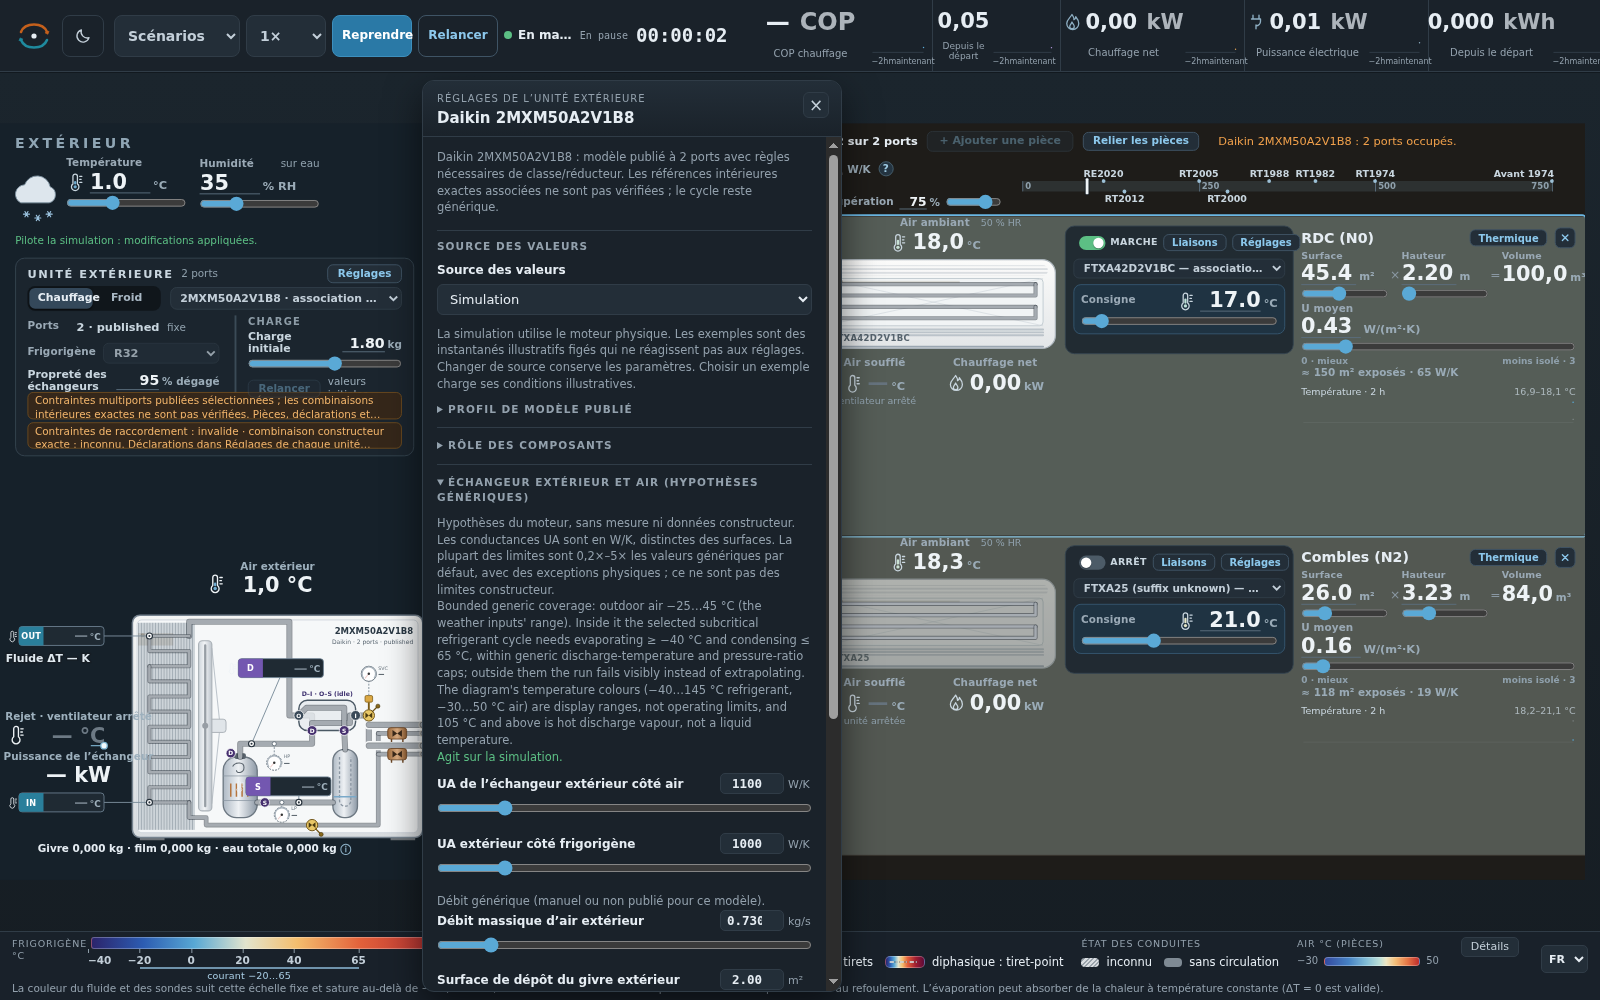 Scénarios
1×
Reprendre
Relancer
En ma…
En pause
00:00:02
— COP
COP chauffage
−2h maintenant
0,05
Depuis le départ
−2h maintenant
0,00 kW
Chauffage net
−2h maintenant
0,01 kW
Puissance électrique
−2h maintenant
0,000 kWh
Depuis le départ
EXTÉRIEUR
Température
1.0 °C
Humidité
sur eau
35 % RH
Pilote la simulation : modifications appliquées.
UNITÉ EXTÉRIEURE
2 ports
Réglages
Chauffage
Froid
2MXM50A2V1B8 · association …
Ports
2 · published
fixe
Frigorigène
R32
Propreté des échangeurs
95 % dégagé
CHARGE
Charge initiale
1.80 kg
Relancer
valeurs
Contraintes multiports publiées sélectionnées ; les combinaisons
intérieures exactes ne sont pas vérifiées. Pièces, déclarations et…
Contraintes de raccordement : invalide · combinaison constructeur
exacte : inconnu. Déclarations dans Réglages de chaque unité…
Air extérieur
1,0 °C
OUT
— °C
Fluide ΔT — K
Rejet · ventilateur arrêté
— °C
Puissance de l’échangeur
— kW
IN
— °C
2MXM50A2V1B8
Daikin · 2 ports · published
D
— °C
D-I · O-S (idle)
SVC
—
I
D
S
D
HP
—
S
— °C
S
LP
—
Givre 0,000 kg · film 0,000 kg · eau totale 0,000 kg
RÉGLAGES DE L’UNITÉ EXTÉRIEURE
Daikin 2MXM50A2V1B8
×
Daikin 2MXM50A2V1B8 : modèle publié à 2 ports avec règles
nécessaires de classe/réducteur. Les références intérieures
exactes associées ne sont pas vérifiées ; le cycle reste
générique.
SOURCE DES VALEURS
Source des valeurs
Simulation
La simulation utilise le moteur physique. Les exemples sont des
instantanés illustratifs figés qui ne réagissent pas aux réglages.
Changer de source conserve les paramètres. Choisir un exemple
charge ses conditions illustratives.
PROFIL DE MODÈLE PUBLIÉ
RÔLE DES COMPOSANTS
ÉCHANGEUR EXTÉRIEUR ET AIR (HYPOTHÈSES
GÉNÉRIQUES)
Hypothèses du moteur, sans mesure ni données constructeur.
Les conductances UA sont en W/K, distinctes des surfaces. La
plupart des limites sont 0,2×–5× les valeurs génériques par
défaut, avec des exceptions physiques ; ce ne sont pas des
limites constructeur.
Bounded generic coverage: outdoor air −25…45 °C (the
weather inputs' range). Inside it the selected subcritical
refrigerant cycle needs evaporating ≥ −40 °C and condensing ≤
65 °C, within generic discharge-temperature and pressure-ratio
caps; outside them the run fails visibly instead of extrapolating.
The diagram's temperature colours (−40…145 °C refrigerant,
−30…50 °C air) are display ranges, not operating limits, and
105 °C and above is hot discharge vapour, not a liquid
temperature.
Agit sur la simulation.
UA de l’échangeur extérieur côté air
1100 W/K
UA extérieur côté frigorigène
1000 W/K
Débit générique (manuel ou non publié pour ce modèle).
Débit massique d’air extérieur
0.730 kg/s
Surface de dépôt du givre extérieur
2.00 m²
sur 2 ports
+ Ajouter une pièce
Relier les pièces
Daikin 2MXM50A2V1B8 : 2 ports occupés.
W/K
?
RE2020
RT2005
RT1988
RT1982
RT1974
Avant 1974
0
250
500
750
RT2012
RT2000
75 %
Air ambiant
50 % HR
18,0 °C
Air soufflé
— °C
Chauffage net
0,00 kW
MARCHE
Liaisons
Réglages
FTXA42D2V1BC — associatio…
Consigne
17.0 °C
RDC (N0)
Thermique
×
Surface
45.4 m²
×
Hauteur
2.20 m
=
Volume
100,0 m³
U moyen
0.43 W/(m²·K)
0 · mieux
moins isolé · 3
≈ 150 m² exposés · 65 W/K
Température · 2 h
16,9–18,1 °C
Air ambiant
50 % HR
18,3 °C
Air soufflé
— °C
unité arrêtée
Chauffage net
0,00 kW
ARRÊT
Liaisons
Réglages
FTXA25 (suffix unknown) — …
Consigne
21.0 °C
Combles (N2)
Thermique
×
Surface
26.0 m²
×
Hauteur
3.23 m
=
Volume
84,0 m³
U moyen
0.16 W/(m²·K)
0 · mieux
moins isolé · 3
≈ 118 m² exposés · 19 W/K
Température · 2 h
18,2–21,1 °C
FRIGORIGÈNE
°C
−40
−20
0
20
40
65
courant −20…65
tirets
diphasique : tiret-point
ÉTAT DES CONDUITES
inconnu
sans circulation
AIR °C (PIÈCES)
−30
50
Détails
FR
La couleur du fluide et des sondes suit cette échelle fixe et sature au-delà de
au refoulement. L’évaporation peut absorber de la chaleur à température constante (ΔT = 0 est valide).